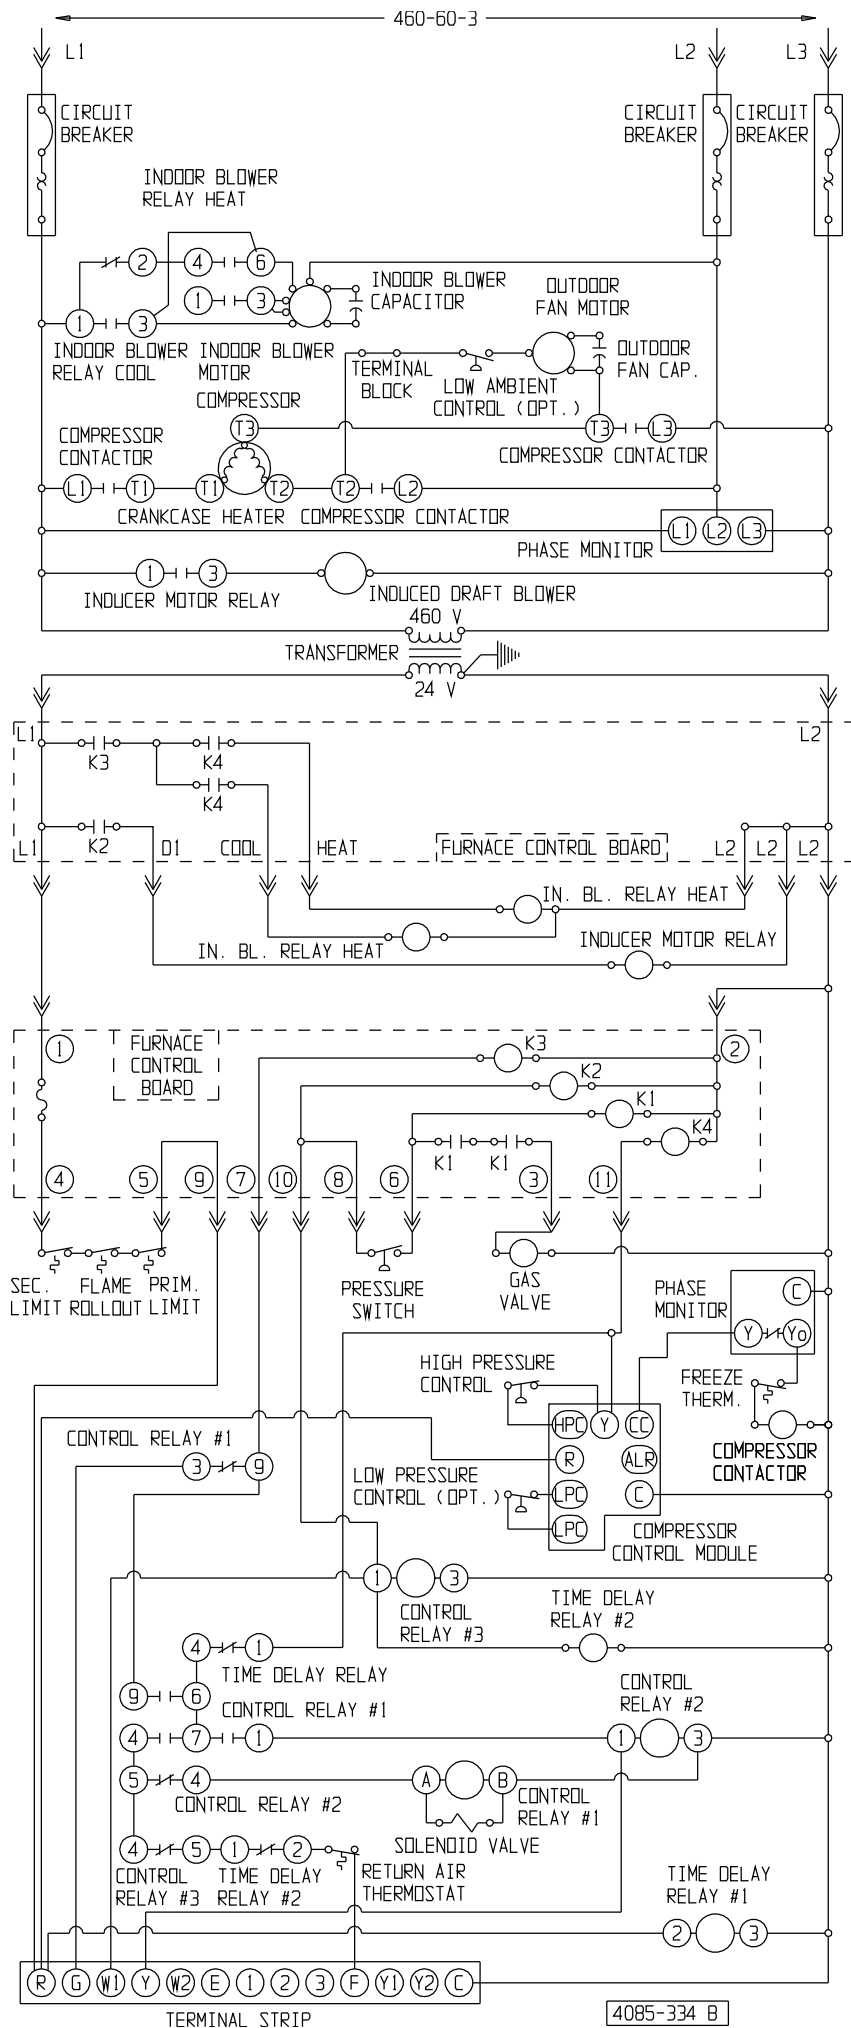 460-60-3
L1
L2
L3
CIRCUIT
BREAKER
CIRCUIT
BREAKER
CIRCUIT
BREAKER
INDOOR BLOWER
RELAY HEAT
2
4
6
1
3
INDOOR BLOWER
CAPACITOR
OUTDOOR
FAN MOTOR
1
3
INDOOR BLOWER
RELAY COOL
INDOOR BLOWER
MOTOR
TERMINAL
BLOCK
LOW AMBIENT
CONTROL (OPT.)
OUTDOOR
FAN CAP.
COMPRESSOR
T3
T3
L3
COMPRESSOR
CONTACTOR
COMPRESSOR CONTACTOR
L1
T1
T1
T2
T2
L2
CRANKCASE HEATER
COMPRESSOR CONTACTOR
L1
L2
L3
PHASE MONITOR
1
3
INDUCER MOTOR RELAY
INDUCED DRAFT BLOWER
460 V
TRANSFORMER
24 V
L1
L2
K3
K4
K4
L1
K2
D1
COOL
HEAT
FURNACE CONTROL BOARD
L2
L2
L2
IN. BL. RELAY HEAT
IN. BL. RELAY HEAT
INDUCER MOTOR RELAY
1
FURNACE
CONTROL
BOARD
2
K3
K2
K1
K4
K1
K1
4
5
9
7
10
8
6
3
11
SEC.
LIMIT
FLAME
ROLLOUT
PRIM.
LIMIT
PRESSURE
SWITCH
GAS
VALVE
PHASE
MONITOR
C
Y
Yo
HIGH PRESSURE
CONTROL
FREEZE
THERM.
HPC
Y
CC
COMPRESSOR
CONTACTOR
CONTROL RELAY #1
3
9
R
ALR
LOW PRESSURE
CONTROL (OPT.)
LPC
C
LPC
COMPRESSOR
CONTROL MODULE
1
3
CONTROL
RELAY #3
TIME DELAY
RELAY #2
4
1
TIME DELAY RELAY
9
6
CONTROL RELAY #1
CONTROL
RELAY #2
4
7
1
1
3
5
4
A
B
CONTROL RELAY #2
CONTROL
RELAY #1
SOLENOID VALVE
4
5
1
2
CONTROL
RELAY #3
TIME DELAY
RELAY #2
RETURN AIR
THERMOSTAT
TIME DELAY
RELAY #1
2
3
R
G
W1
Y
W2
E
1
2
3
F
Y1
Y2
C
TERMINAL STRIP
4085-334 B